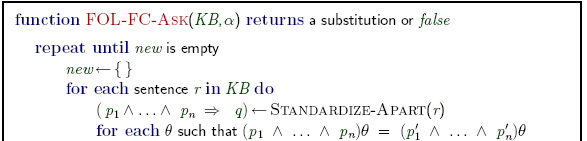 function FOL-FC-Ask(KB, α) returns a substitution or false
repeat until new is empty
new ← { }
for each sentence r in KB do
( p₁ ∧ … ∧ pₙ ⇒ q) ← Standardize-Apart(r)
for each θ such that (p₁ ∧ … ∧ pₙ)θ = (p′₁ ∧ … ∧ p′ₙ)θ